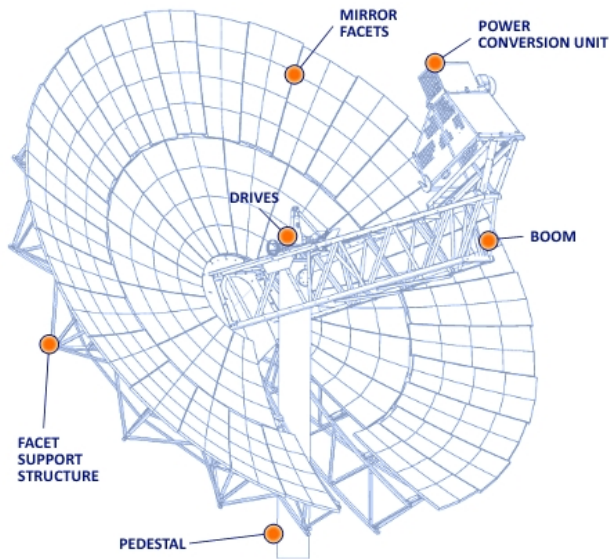 MIRROR
FACETS
POWER
CONVERSION UNIT
DRIVES
BOOM
FACET
SUPPORT
STRUCTURE
PEDESTAL